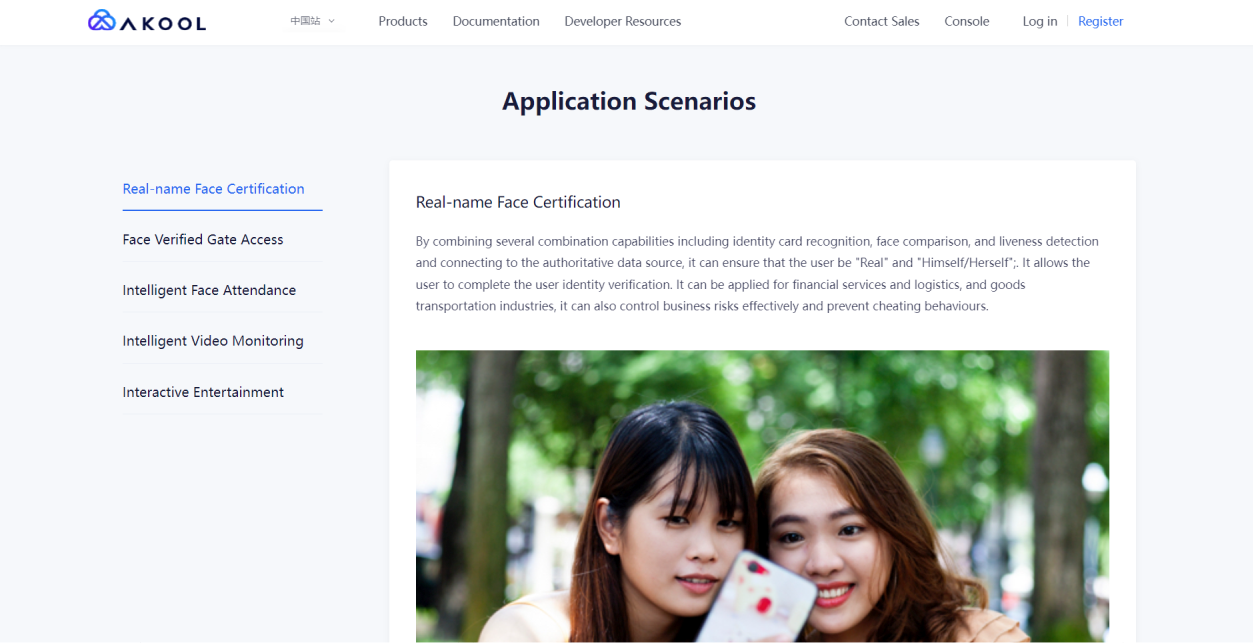 AKOOL
中国站
Products
Documentation
Developer Resources
Contact Sales
Console
Log in
Register
Application Scenarios
Real-name Face Certification
Face Verified Gate Access
Intelligent Face Attendance
Intelligent Video Monitoring
Interactive Entertainment
Real-name Face Certification
By combining several combination capabilities including identity card recognition, face comparison, and liveness detection
and connecting to the authoritative data source, it can ensure that the user be "Real" and "Himself/Herself";. It allows the
user to complete the user identity verification. It can be applied for financial services and logistics, and goods
transportation industries, it can also control business risks effectively and prevent cheating behaviours.